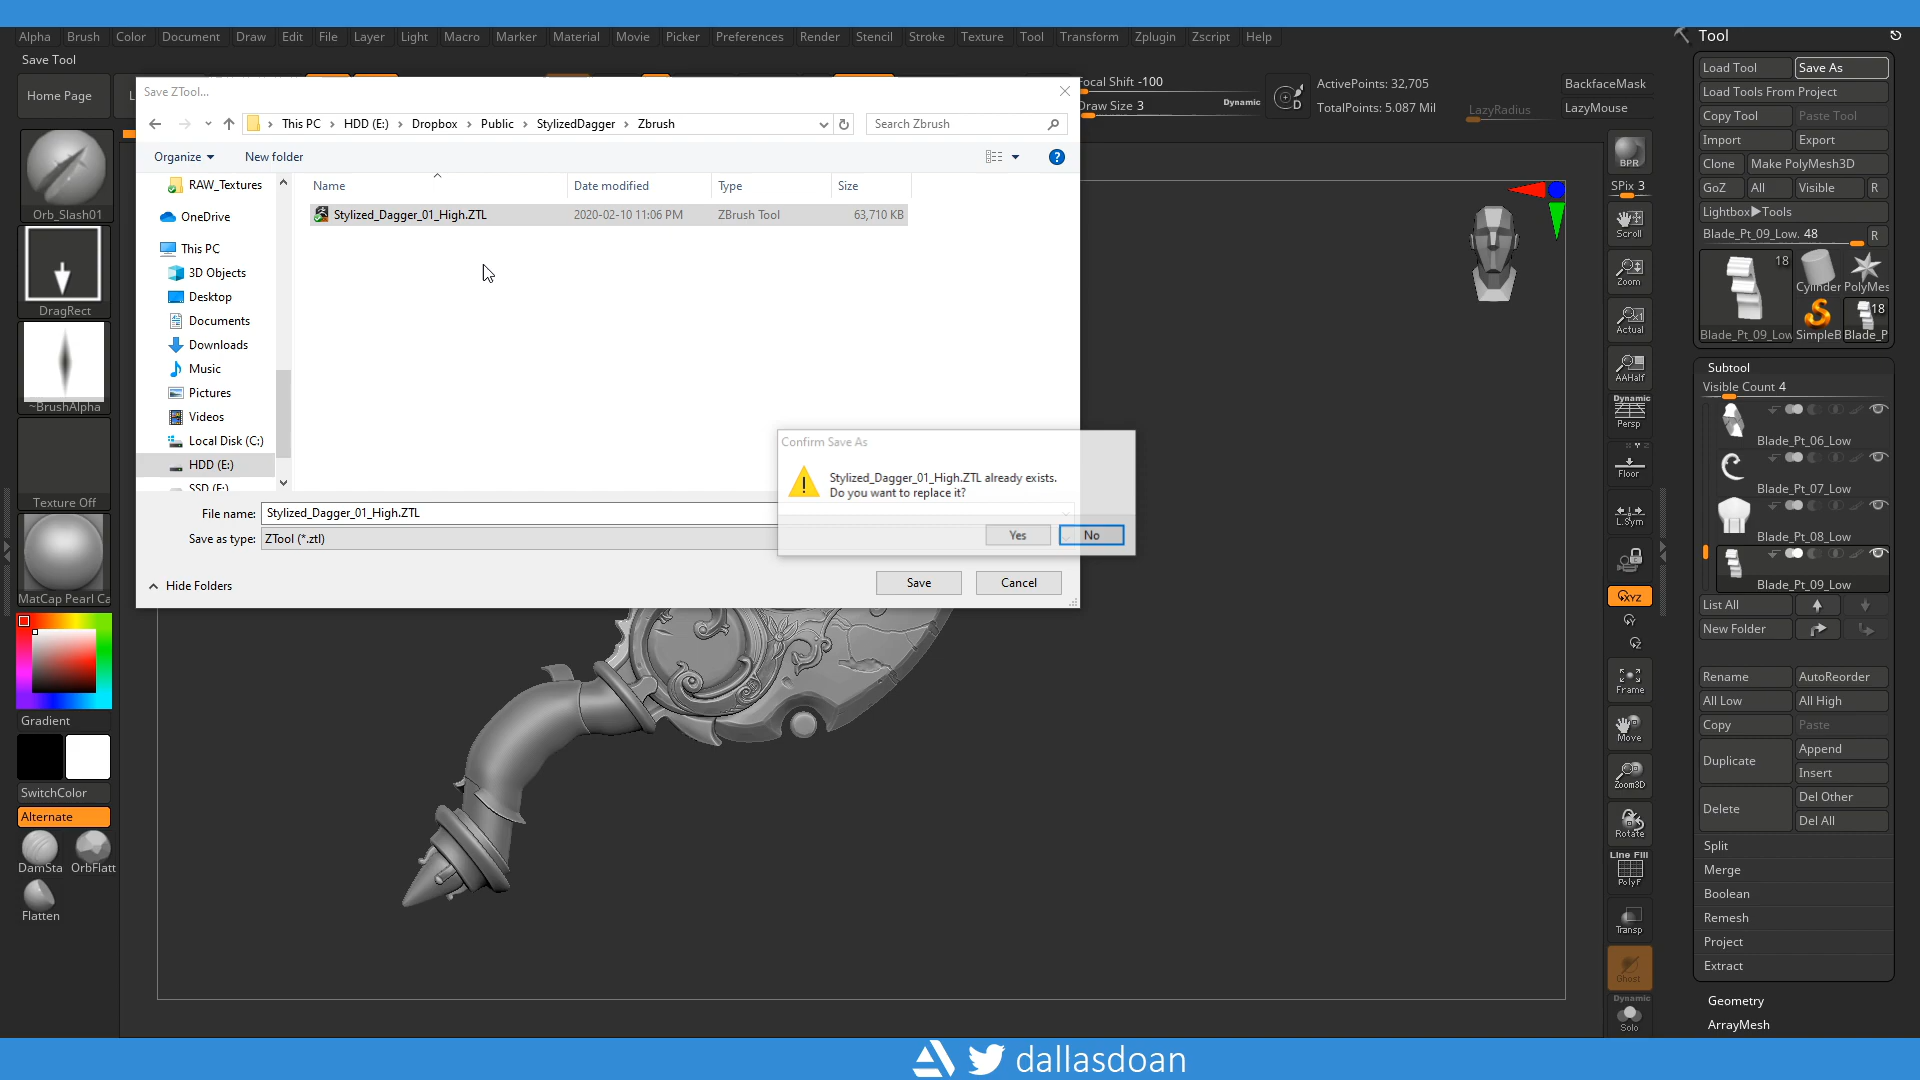 Alpha Brush Color Document Draw Edit File Layer Light Macro Marker Material Movie Picker Preferences Render Stencil Stroke Texture Tool Transform Zplugin Zscript Help
Save Tool
Home Page
Save ZTool...
This PC
HDD (E:)
Dropbox
Public
StylizedDagger
Zbrush
Search Zbrush
Organize
New folder
Name
Date modified
Type
Size
Stylized_Dagger_01_High.ZTL
2020-02-10 11:06 PM
ZBrush Tool
63,710 KB
RAW_Textures
OneDrive
This PC
3D Objects
Desktop
Documents
Downloads
Music
Pictures
Videos
Local Disk (C:)
HDD (E:)
File name:
Stylized_Dagger_01_High.ZTL
Save as type:
ZTool (*.ztl)
Hide Folders
Save
Cancel
Confirm Save As
Stylized_Dagger_01_High.ZTL already exists.
Do you want to replace it?
Yes
No
Orb_Slash01
DragRect
~BrushAlpha
Texture Off
MatCap Pearl Ca
Gradient
SwitchColor
Alternate
DamSta
OrbFlatt
Flatten
Focal Shift -100
Draw Size 3
Dynamic
D
ActivePoints: 32,705
TotalPoints: 5.087 Mil
LazyRadius
BackfaceMask
LazyMouse
BPR
SPix 3
Scroll
Zoom
Actual
AAHalf
Dynamic
Persp
Floor
L.Sym
XYZ
Y
Z
Frame
Move
Zoom3D
Rotate
Line Fill
PolyF
Transp
Ghost
Dynamic
Solo
Tool
Load Tool
Save As
Load Tools From Project
Copy Tool
Paste Tool
Import
Export
Clone
Make PolyMesh3D
GoZ
All
Visible
R
Lightbox▶Tools
Blade_Pt_09_Low. 48
R
18
Blade_Pt_09_Low
Cylinder
PolyMes
SimpleB
18
Blade_P
Subtool
Visible Count 4
Blade_Pt_06_Low
Blade_Pt_07_Low
Blade_Pt_08_Low
Blade_Pt_09_Low
List All
New Folder
Rename
AutoReorder
All Low
All High
Copy
Paste
Duplicate
Append
Insert
Delete
Del Other
Del All
Split
Merge
Boolean
Remesh
Project
Extract
Geometry
ArrayMesh
dallasdoan